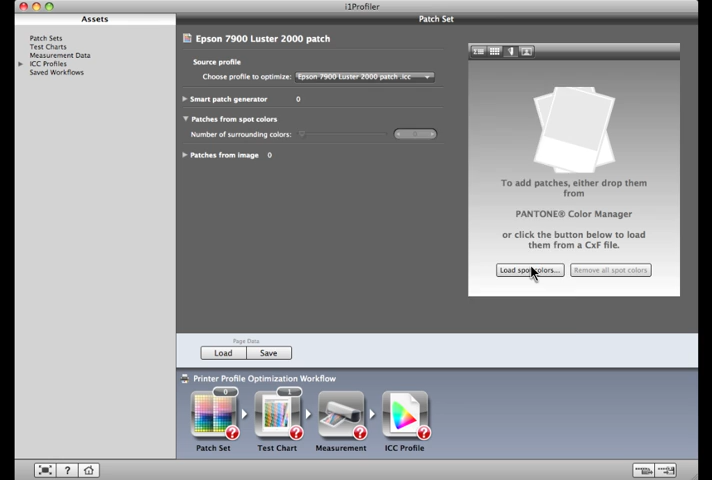 i1Profiler
Assets
Patch Set
Patch Sets
Test Charts
Measurement Data
ICC Profiles
Saved Workflows
Epson 7900 Luster 2000 patch
Source profile
Choose profile to optimize: Epson 7900 Luster 2000 patch .icc
Smart patch generator 0
Patches from spot colors
Number of surrounding colors: 0
Patches from image 0
To add patches, either drop them
from
PANTONE® Color Manager
or click the button below to load
them from a CxF file.
Load spot colors... Remove all spot colors
Page Data
Load Save
Printer Profile Optimization Workflow
0 1
? ? ? ?
Patch Set Test Chart Measurement ICC Profile
?